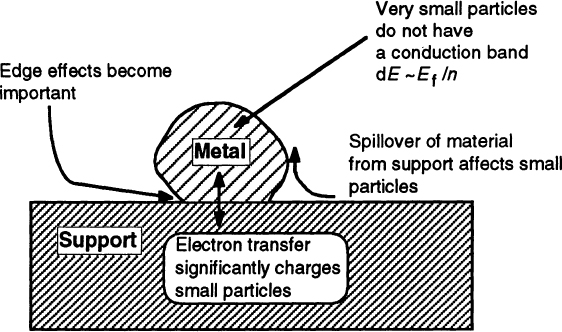 Very small particles
do not have
a conduction band
dE ~E_f /n
Edge effects become
important
Metal
Spillover of material
from support affects small
particles
Support
Electron transfer
significantly charges
small particles